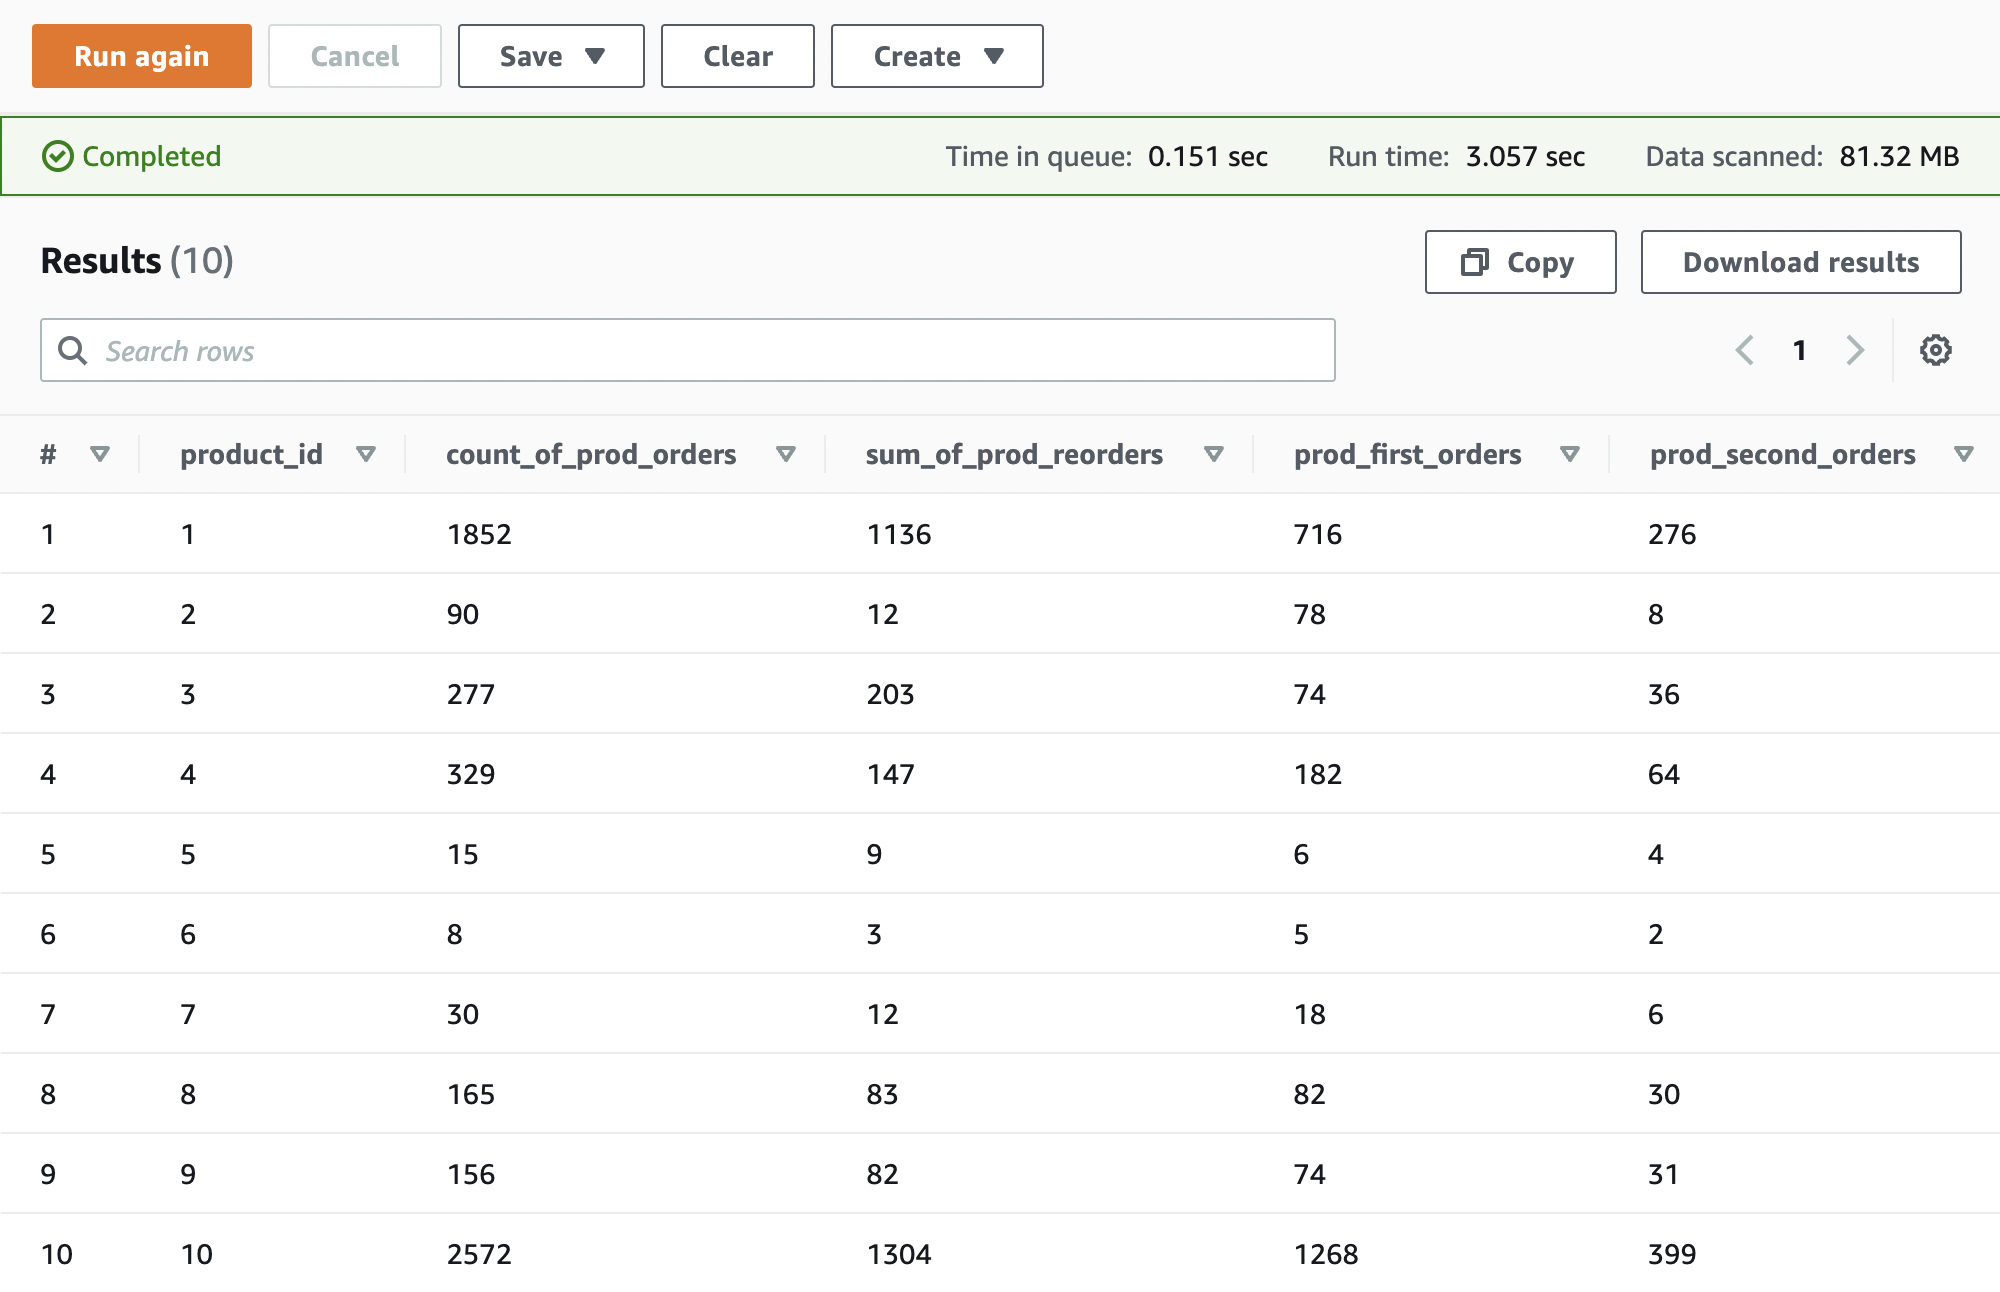 Run again Cancel Save Clear Create
Completed Time in queue: 0.151 sec Run time: 3.057 sec Data scanned: 81.32 MB
Results (10) Copy Download results
Search rows 1
# product_id count_of_prod_orders sum_of_prod_reorders prod_first_orders prod_second_orders
1 1 1852 1136 716 276
2 2 90 12 78 8
3 3 277 203 74 36
4 4 329 147 182 64
5 5 15 9 6 4
6 6 8 3 5 2
7 7 30 12 18 6
8 8 165 83 82 30
9 9 156 82 74 31
10 10 2572 1304 1268 399